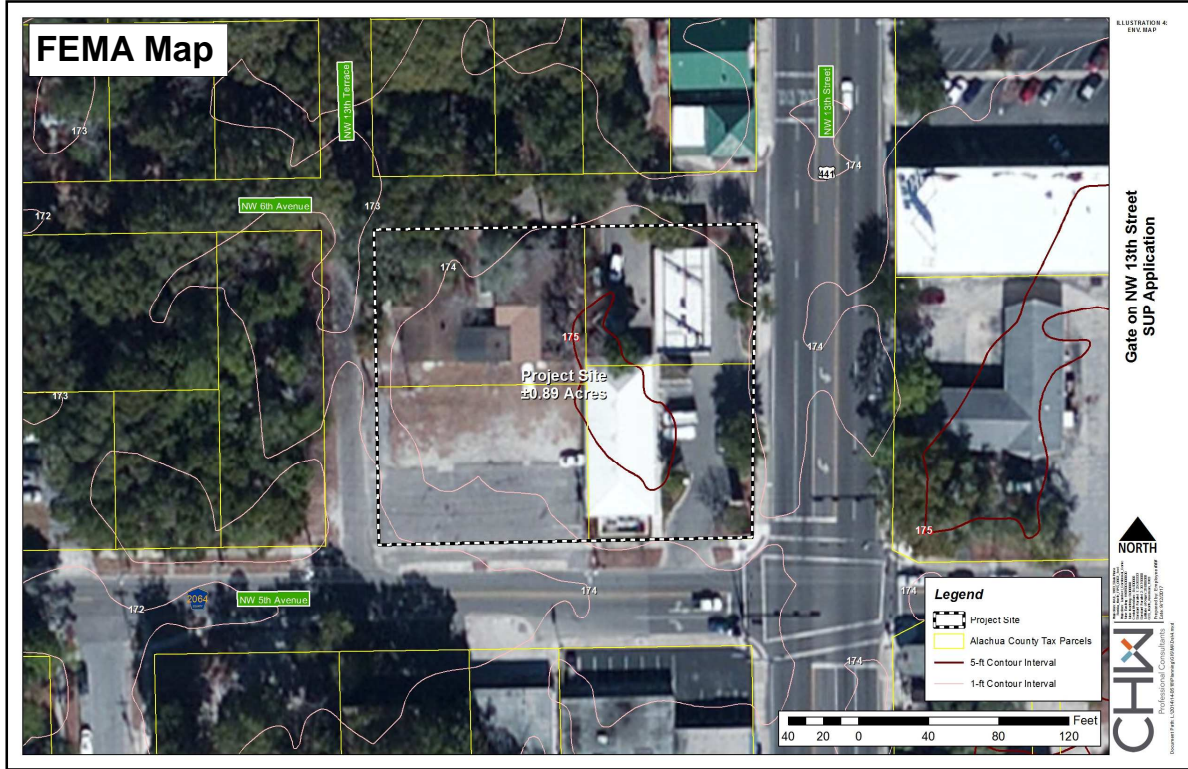 FEMA Map
ILLUSTRATION 4:
ENV. MAP
NW 13th Terrace
NW 13th Street
173
174
441
NW 6th Avenue
173
172
174
175
174
Project Site
±0.89 Acres
173
175
Gate on NW 13th Street
SUP Application
NORTH
2064
NW 5th Avenue
172
174
174
174
Legend
Project Site
Alachua County Tax Parcels
5-ft Contour Interval
1-ft Contour Interval
40 20 0 40 80 120 Feet
CHW
Professional Consultants